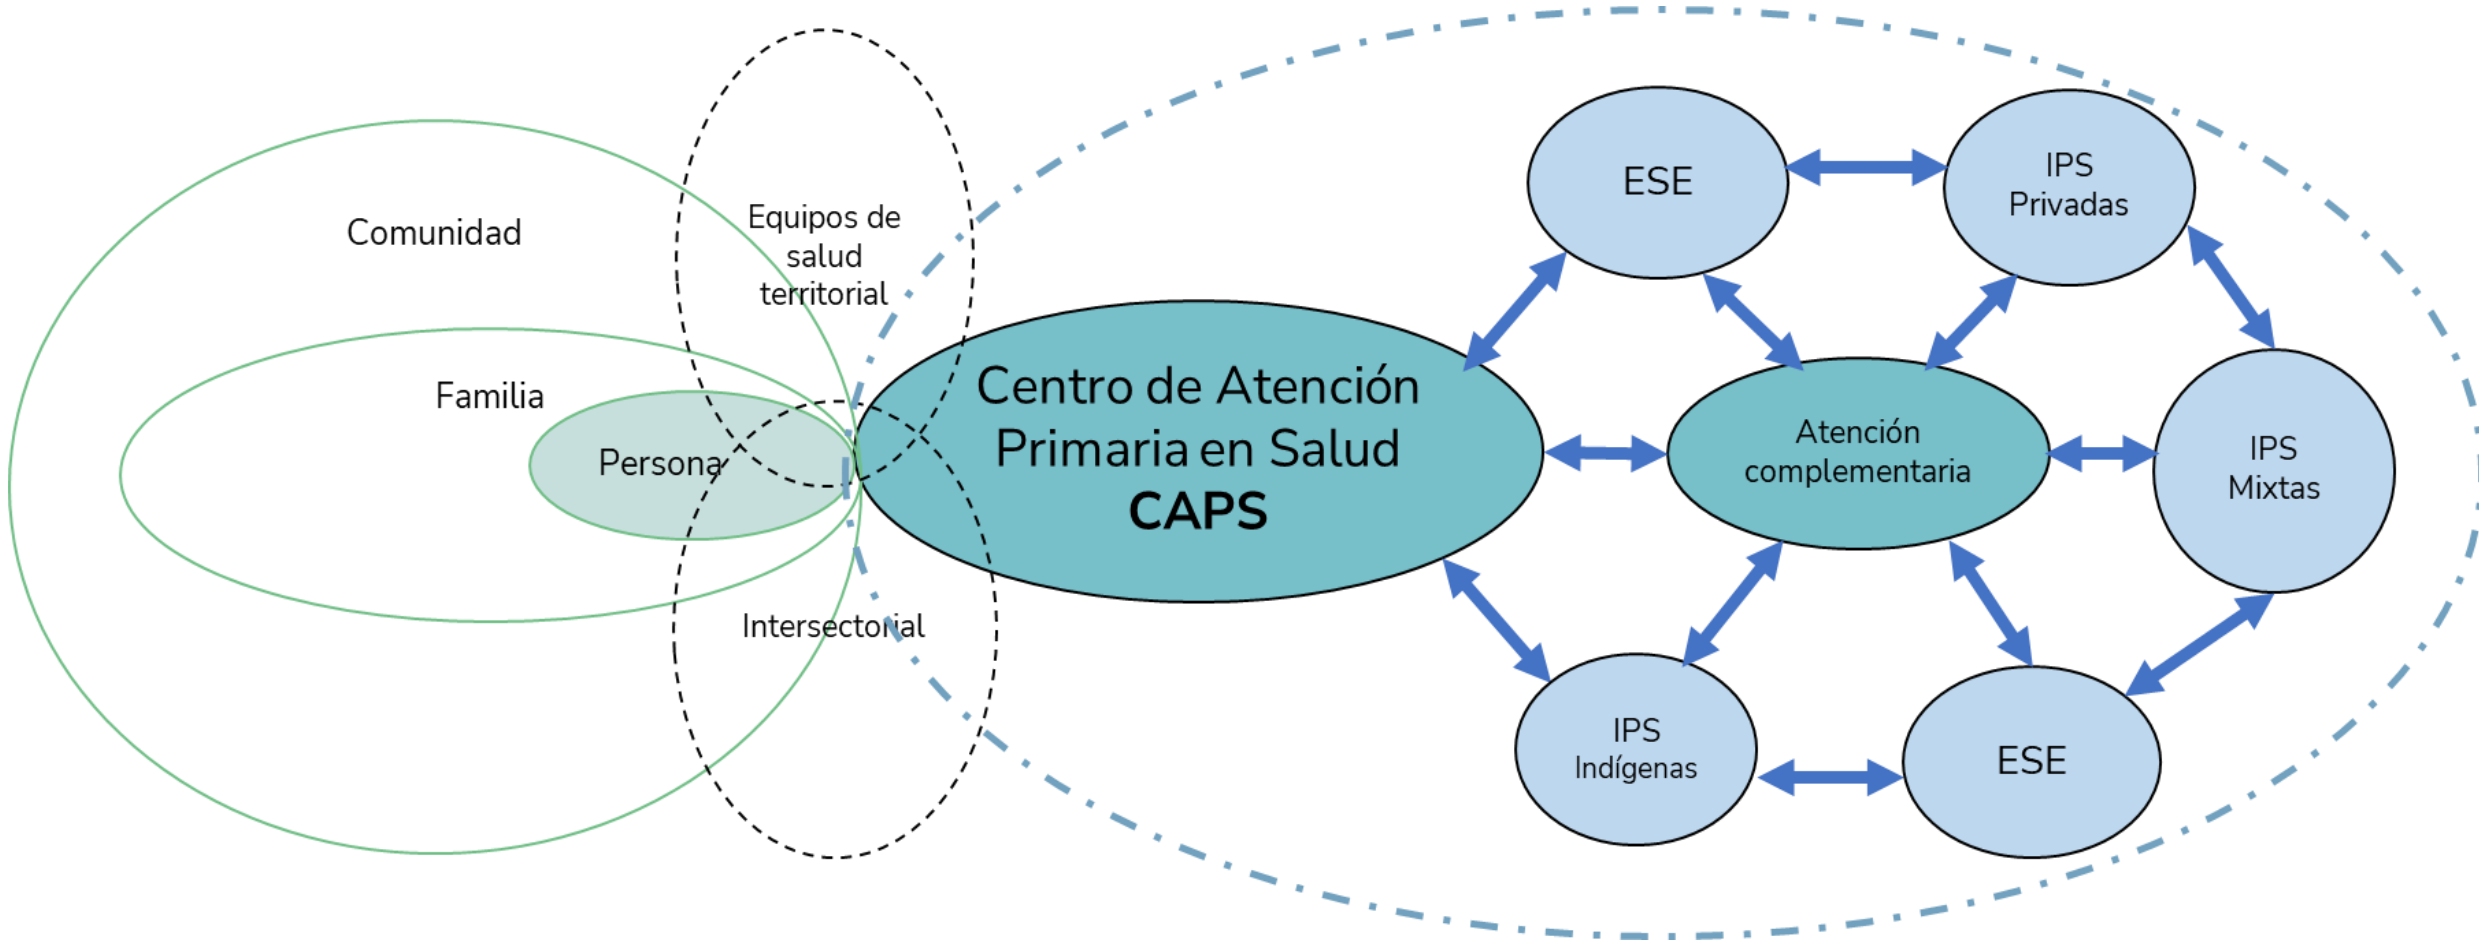 Comunidad
Familia
Persona
Equipos de
salud
territorial
Intersectorial
Centro de Atención
Primaria en Salud
CAPS
ESE
IPS
Privadas
Atención
complementaria
IPS
Mixtas
IPS
Indígenas
ESE